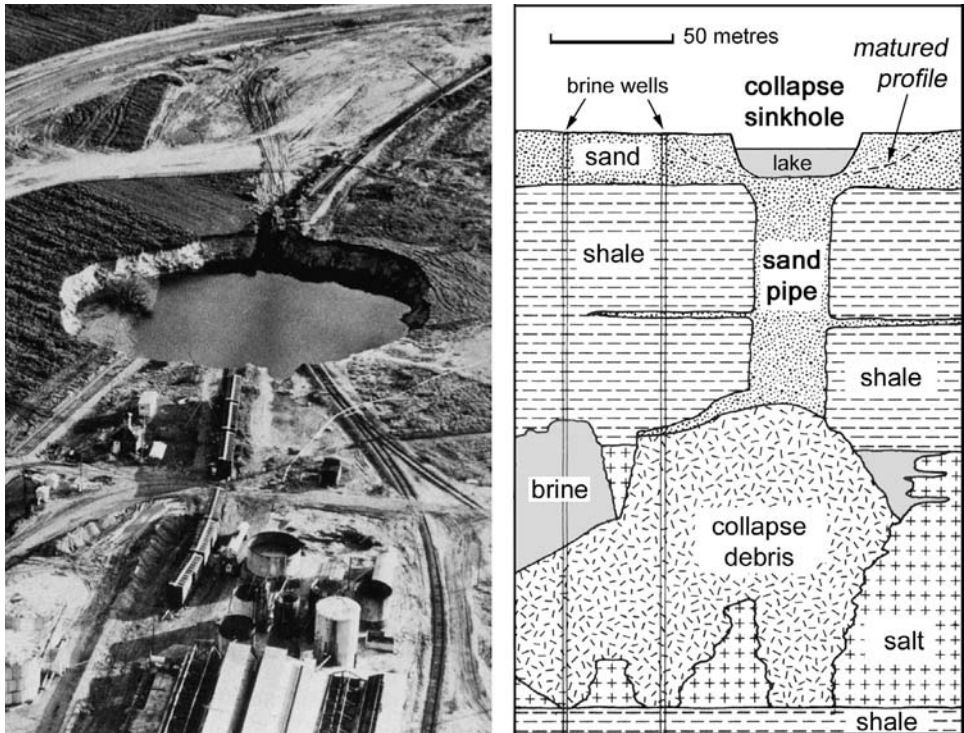 50 metres
matured
profile
brine wells
collapse
sinkhole
sand
lake
shale
sand
pipe
shale
brine
collapse
debris
salt
shale